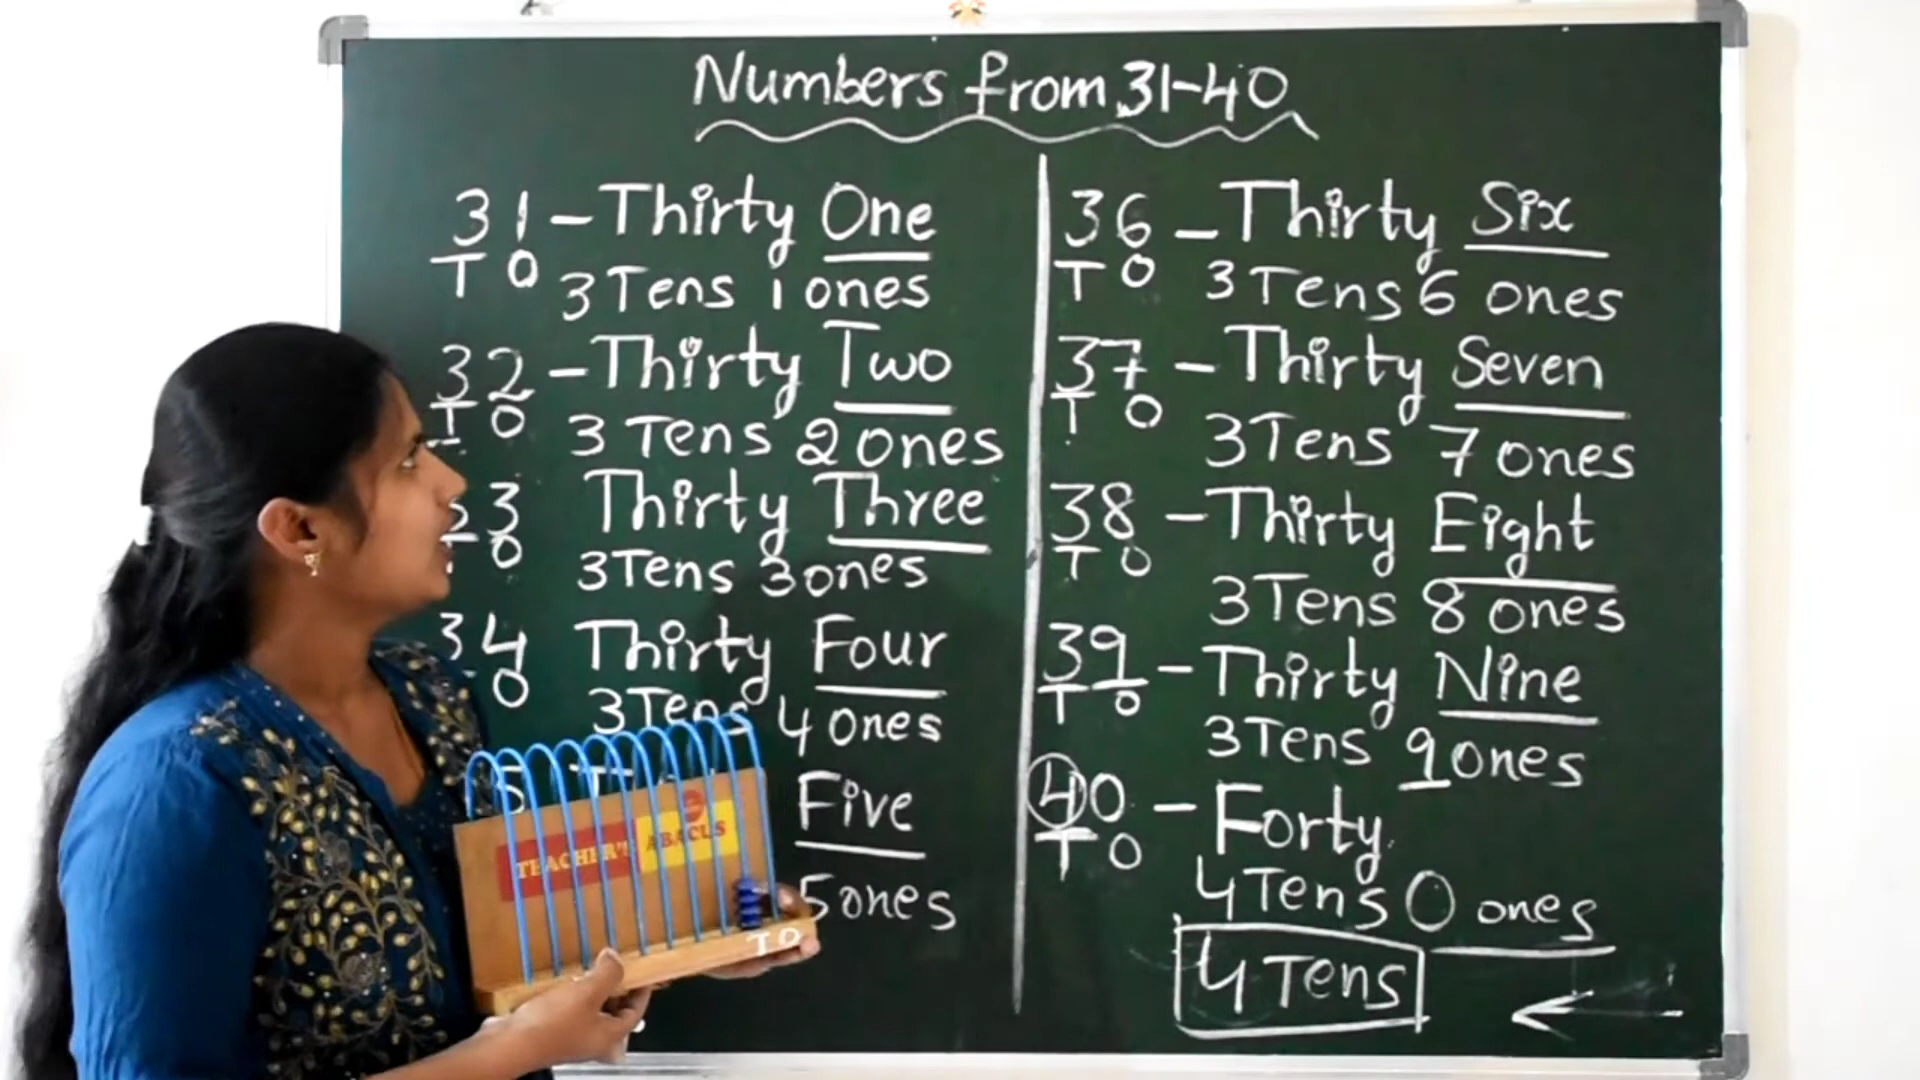 Numbers from 31-40
31 - Thirty One
T O 3 Tens 1 ones
32 - Thirty Two
T O 3 Tens 2 ones
33 Thirty Three
T O 3 Tens 3 ones
34 Thirty Four
O 3 Tens 4 ones
5 Five
5 ones
36 - Thirty Six
T O 3 Tens 6 ones
37 - Thirty Seven
T O 3 Tens 7 ones
38 - Thirty Eight
T O 3 Tens 8 ones
39 - Thirty Nine
T O 3 Tens 9 ones
40 - Forty
T O 4 Tens 0 ones
4 Tens
TEACHER'S ABACUS
T O